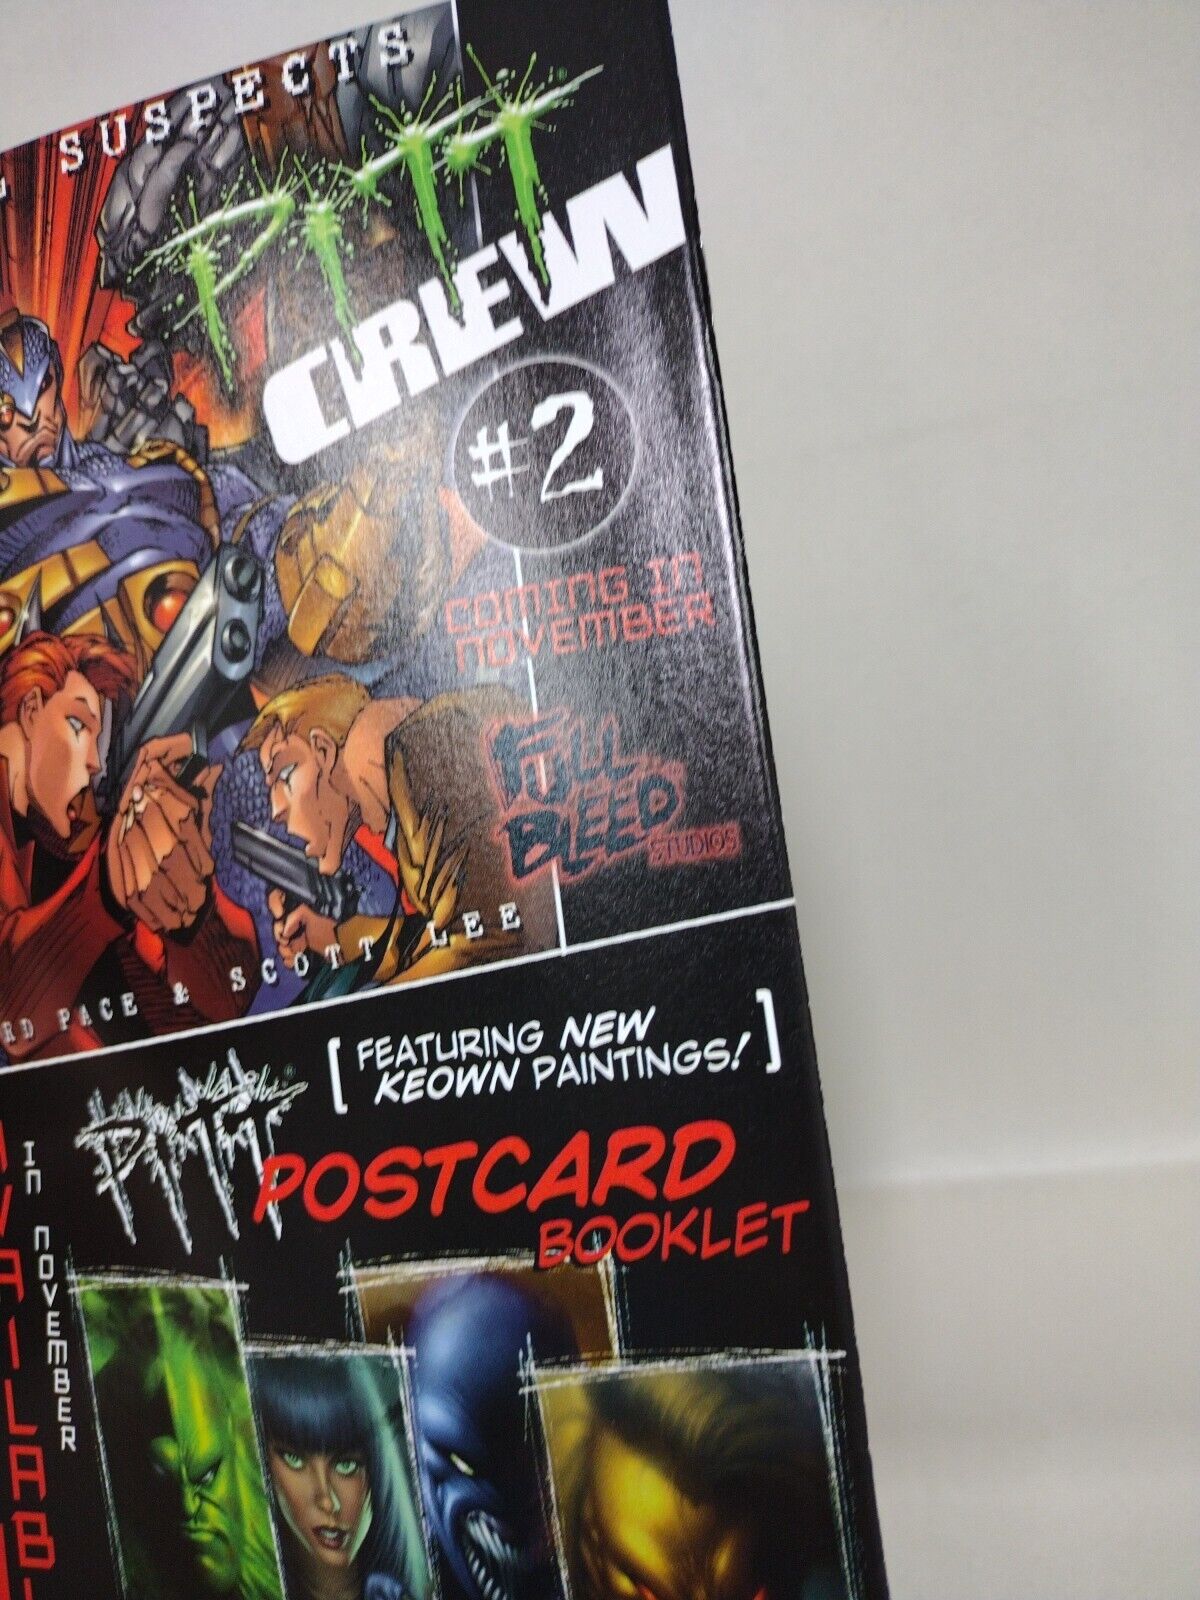 SUSPECTS
PITT
CREW
#2
COMING IN
NOVEMBER
FULL
BLEED
STUDIOS
RD PACE & SCOTT LEE
[FEATURING NEW
KEOWN PAINTINGS!]
PITT
POSTCARD
BOOKLET
IN NOVEMBER